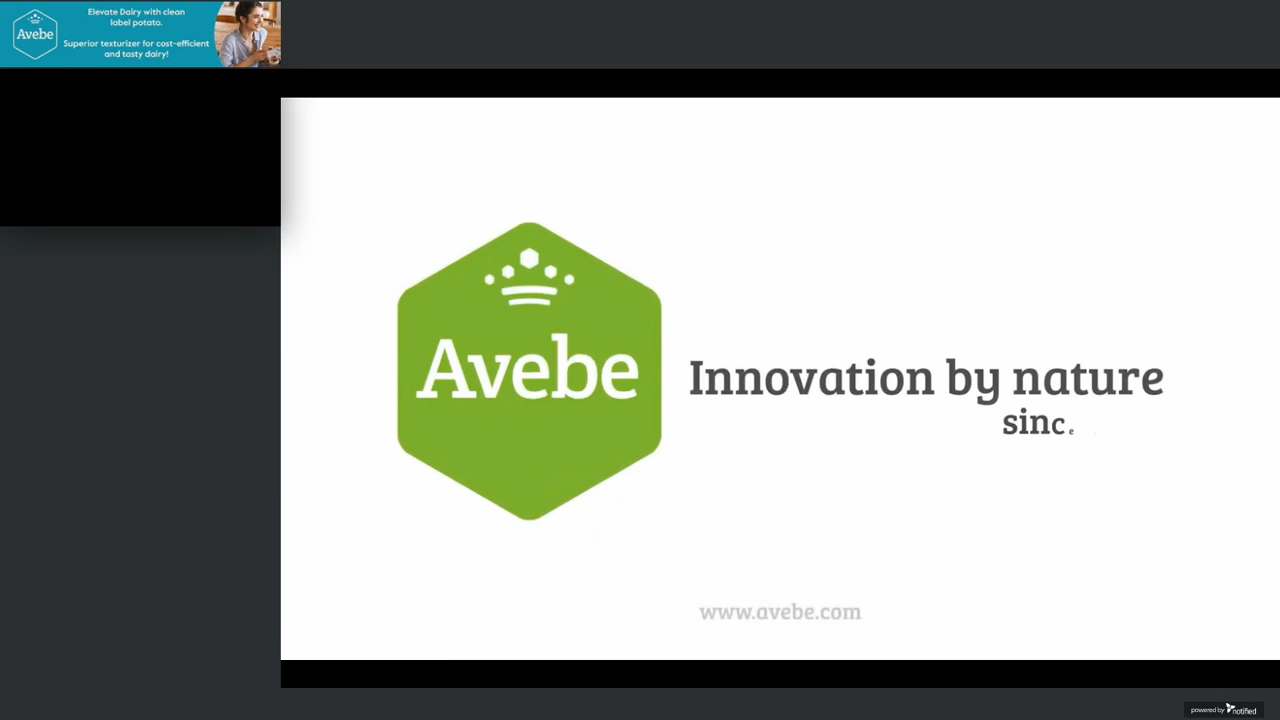 Elevate Dairy with clean
label potato.
Avebe
Superior texturizer for cost-efficient
and tasty dairy!
Avebe
Innovation by nature
since
www.avebe.com
powered by notified